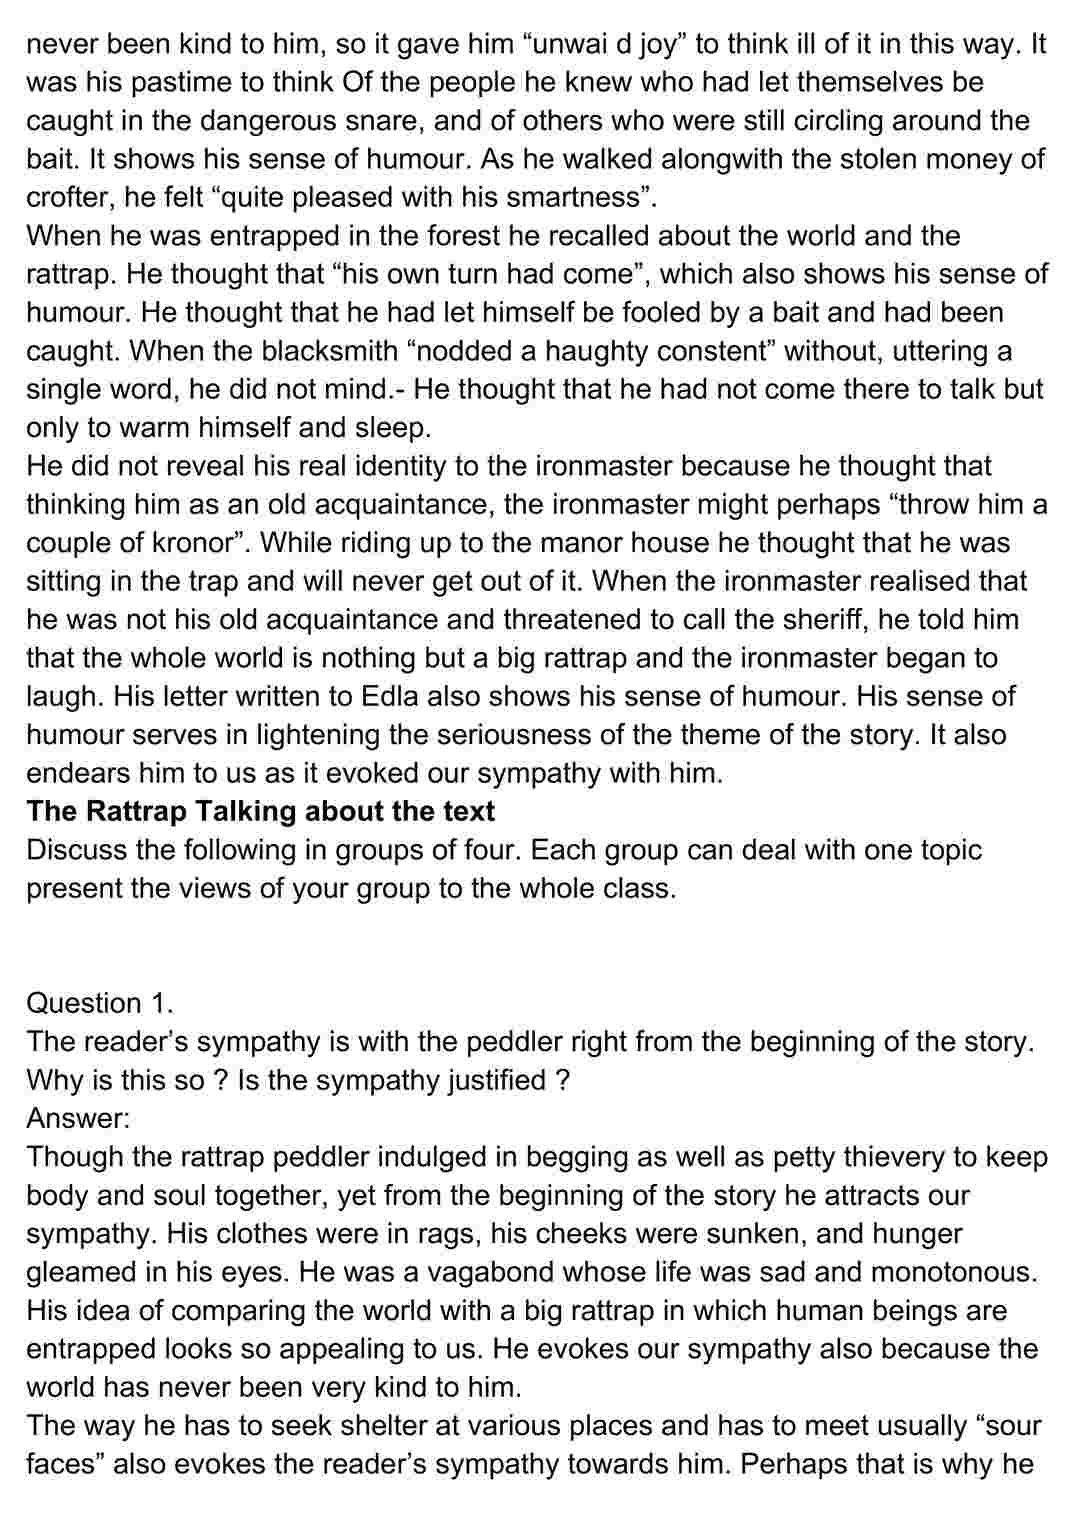 never been kind to him, so it gave him “unwai d joy” to think ill of it in this way. It
was his pastime to think Of the people he knew who had let themselves be
caught in the dangerous snare, and of others who were still circling around the
bait. It shows his sense of humour. As he walked alongwith the stolen money of
crofter, he felt “quite pleased with his smartness”.
When he was entrapped in the forest he recalled about the world and the
rattrap. He thought that “his own turn had come”, which also shows his sense of
humour. He thought that he had let himself be fooled by a bait and had been
caught. When the blacksmith “nodded a haughty constent” without, uttering a
single word, he did not mind.- He thought that he had not come there to talk but
only to warm himself and sleep.
He did not reveal his real identity to the ironmaster because he thought that
thinking him as an old acquaintance, the ironmaster might perhaps “throw him a
couple of kronor”. While riding up to the manor house he thought that he was
sitting in the trap and will never get out of it. When the ironmaster realised that
he was not his old acquaintance and threatened to call the sheriff, he told him
that the whole world is nothing but a big rattrap and the ironmaster began to
laugh. His letter written to Edla also shows his sense of humour. His sense of
humour serves in lightening the seriousness of the theme of the story. It also
endears him to us as it evoked our sympathy with him.
The Rattrap Talking about the text
Discuss the following in groups of four. Each group can deal with one topic
present the views of your group to the whole class.
Question 1.
The reader’s sympathy is with the peddler right from the beginning of the story.
Why is this so ? Is the sympathy justified ?
Answer:
Though the rattrap peddler indulged in begging as well as petty thievery to keep
body and soul together, yet from the beginning of the story he attracts our
sympathy. His clothes were in rags, his cheeks were sunken, and hunger
gleamed in his eyes. He was a vagabond whose life was sad and monotonous.
His idea of comparing the world with a big rattrap in which human beings are
entrapped looks so appealing to us. He evokes our sympathy also because the
world has never been very kind to him.
The way he has to seek shelter at various places and has to meet usually “sour
faces” also evokes the reader’s sympathy towards him. Perhaps that is why he